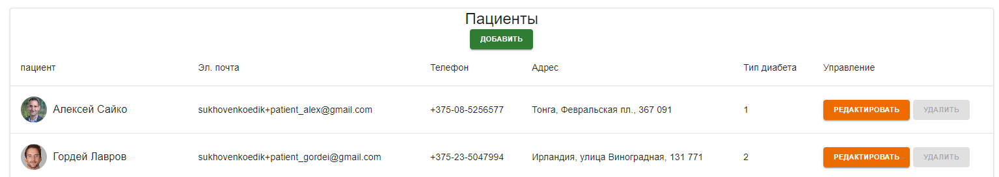 Пациенты
ДОБАВИТЬ
пациент Эл. почта Телефон Адрес Тип диабета Управление
Алексей Сайко sukhovenkoedik+patient_alex@gmail.com +375-08-5256577 Тонга, Февральская пл., 367 091 1 РЕДАКТИРОВАТЬ УДАЛИТЬ
Гордей Лавров sukhovenkoedik+patient_gordei@gmail.com +375-23-5047994 Ирландия, улица Виноградная, 131 771 2 РЕДАКТИРОВАТЬ УДАЛИТЬ